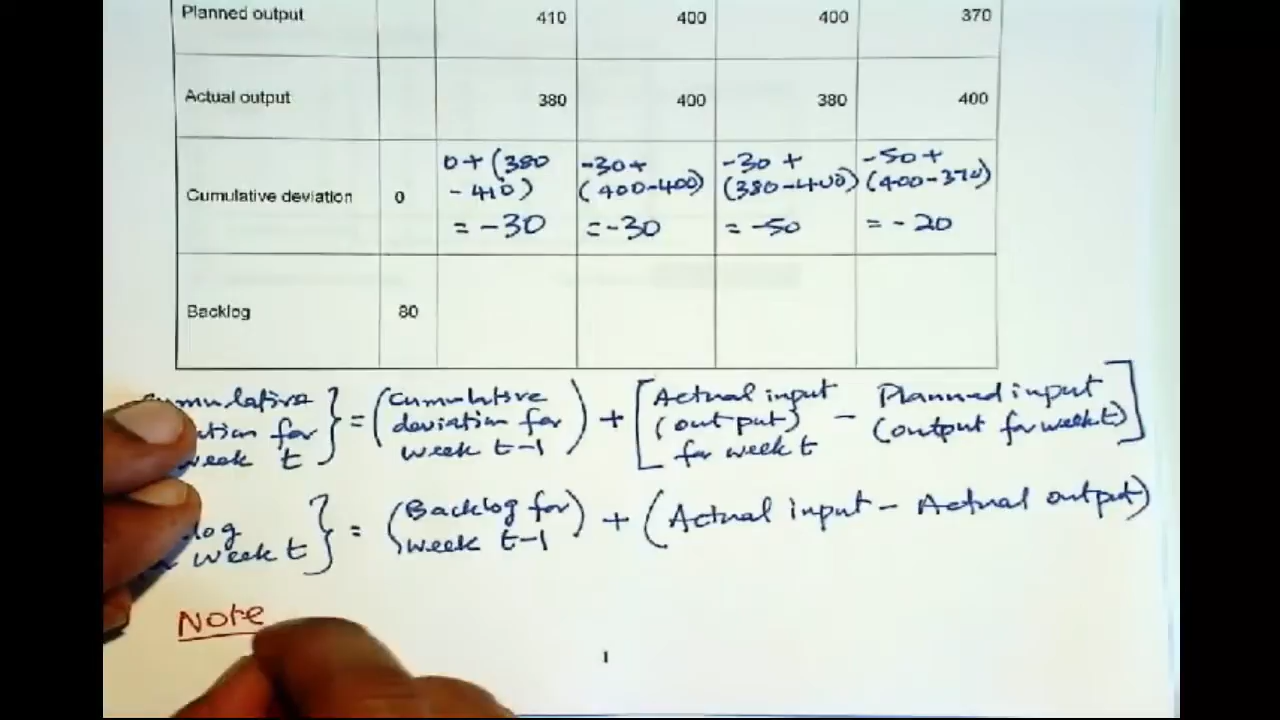 Planned output 410 400 400 370
Actual output 380 400 380 400
0+(380 -30+ -30+ -50+
-410) (400-400) (380-400) (400-370)
Cumulative deviation 0
= -30 = -30 = -50 = -20
Backlog 80
Cumulative } = (Cumulative ) + [Actual input - Planned input ]
for deviation for (output) (output for week t)
week t week t-1 for week t
(Backlog for) + (Actual input - Actual output)
week t } = week t-1
Note
1